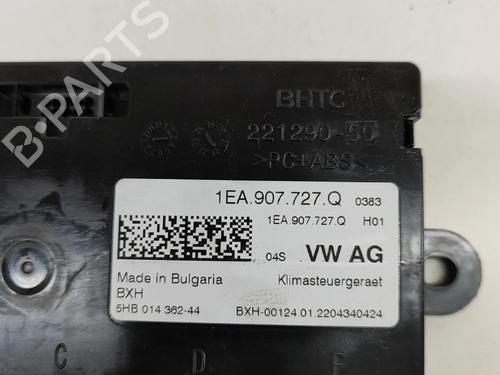 BHTC
221290-50
>PC+ABS<
1EA.907.727.Q 0383
1EA.907.727.Q H01
04S VW AG
Made in Bulgaria Klimasteuergeraet
BXH
5HB 014 362-44 BXH-00124 01.2204340424
C D E
B-PARTS